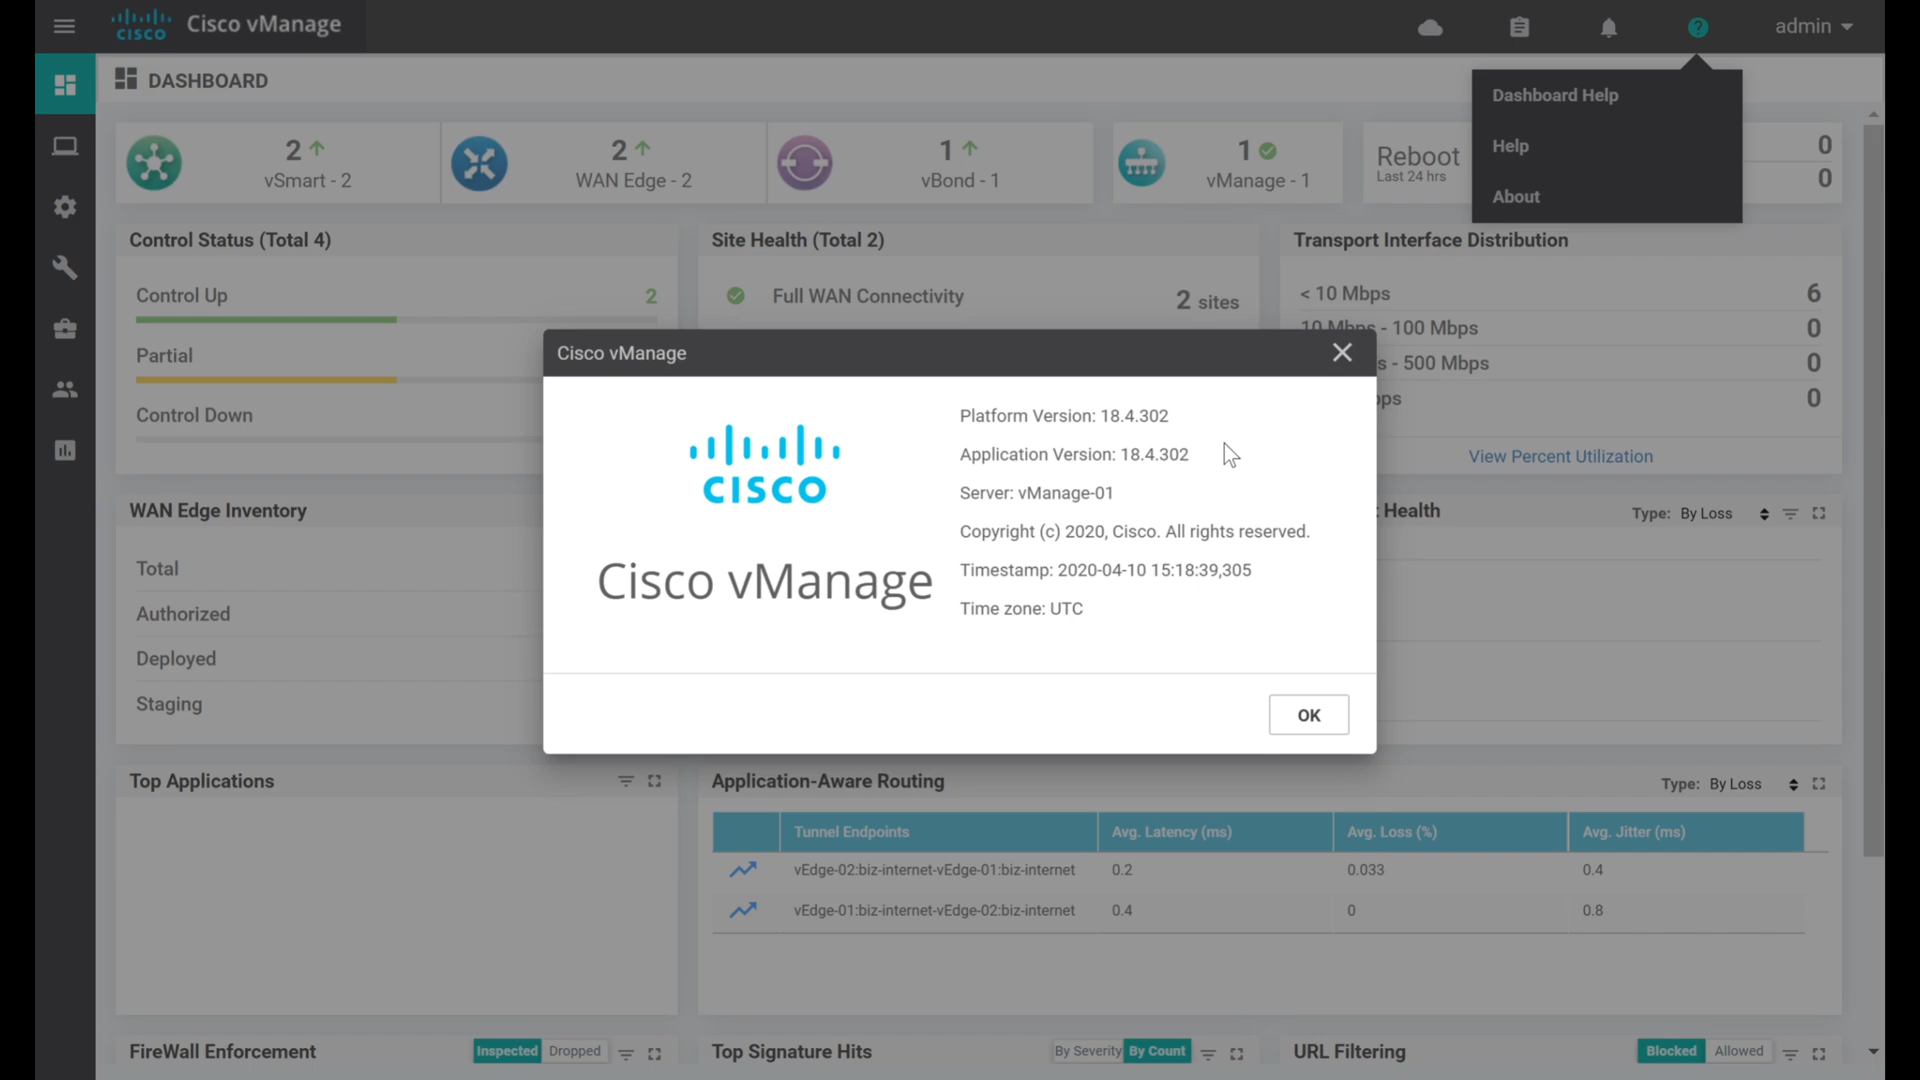 CISCO
Cisco vManage
admin
DASHBOARD
Dashboard Help
Help
About
2
vSmart - 2
2
WAN Edge - 2
1
vBond - 1
1
vManage - 1
Reboot
Last 24 hrs
0
0
Control Status (Total 4)
Control Up
2
Partial
Control Down
Site Health (Total 2)
Full WAN Connectivity
2 sites
Transport Interface Distribution
< 10 Mbps
6
10 Mbps - 100 Mbps
0
s - 500 Mbps
0
bps
0
View Percent Utilization
Cisco vManage
CISCO
Cisco vManage
Platform Version: 18.4.302
Application Version: 18.4.302
Server: vManage-01
Copyright (c) 2020, Cisco. All rights reserved.
Timestamp: 2020-04-10 15:18:39,305
Time zone: UTC
OK
WAN Edge Inventory
Total
Authorized
Deployed
Staging
Health
Type: By Loss
Top Applications
Application-Aware Routing
Type: By Loss
Tunnel Endpoints Avg. Latency (ms) Avg. Loss (%) Avg. Jitter (ms)
vEdge-02:biz-internet-vEdge-01:biz-internet 0.2 0.033 0.4
vEdge-01:biz-internet-vEdge-02:biz-internet 0.4 0 0.8
FireWall Enforcement
Inspected Dropped
Top Signature Hits
By Severity By Count
URL Filtering
Blocked Allowed